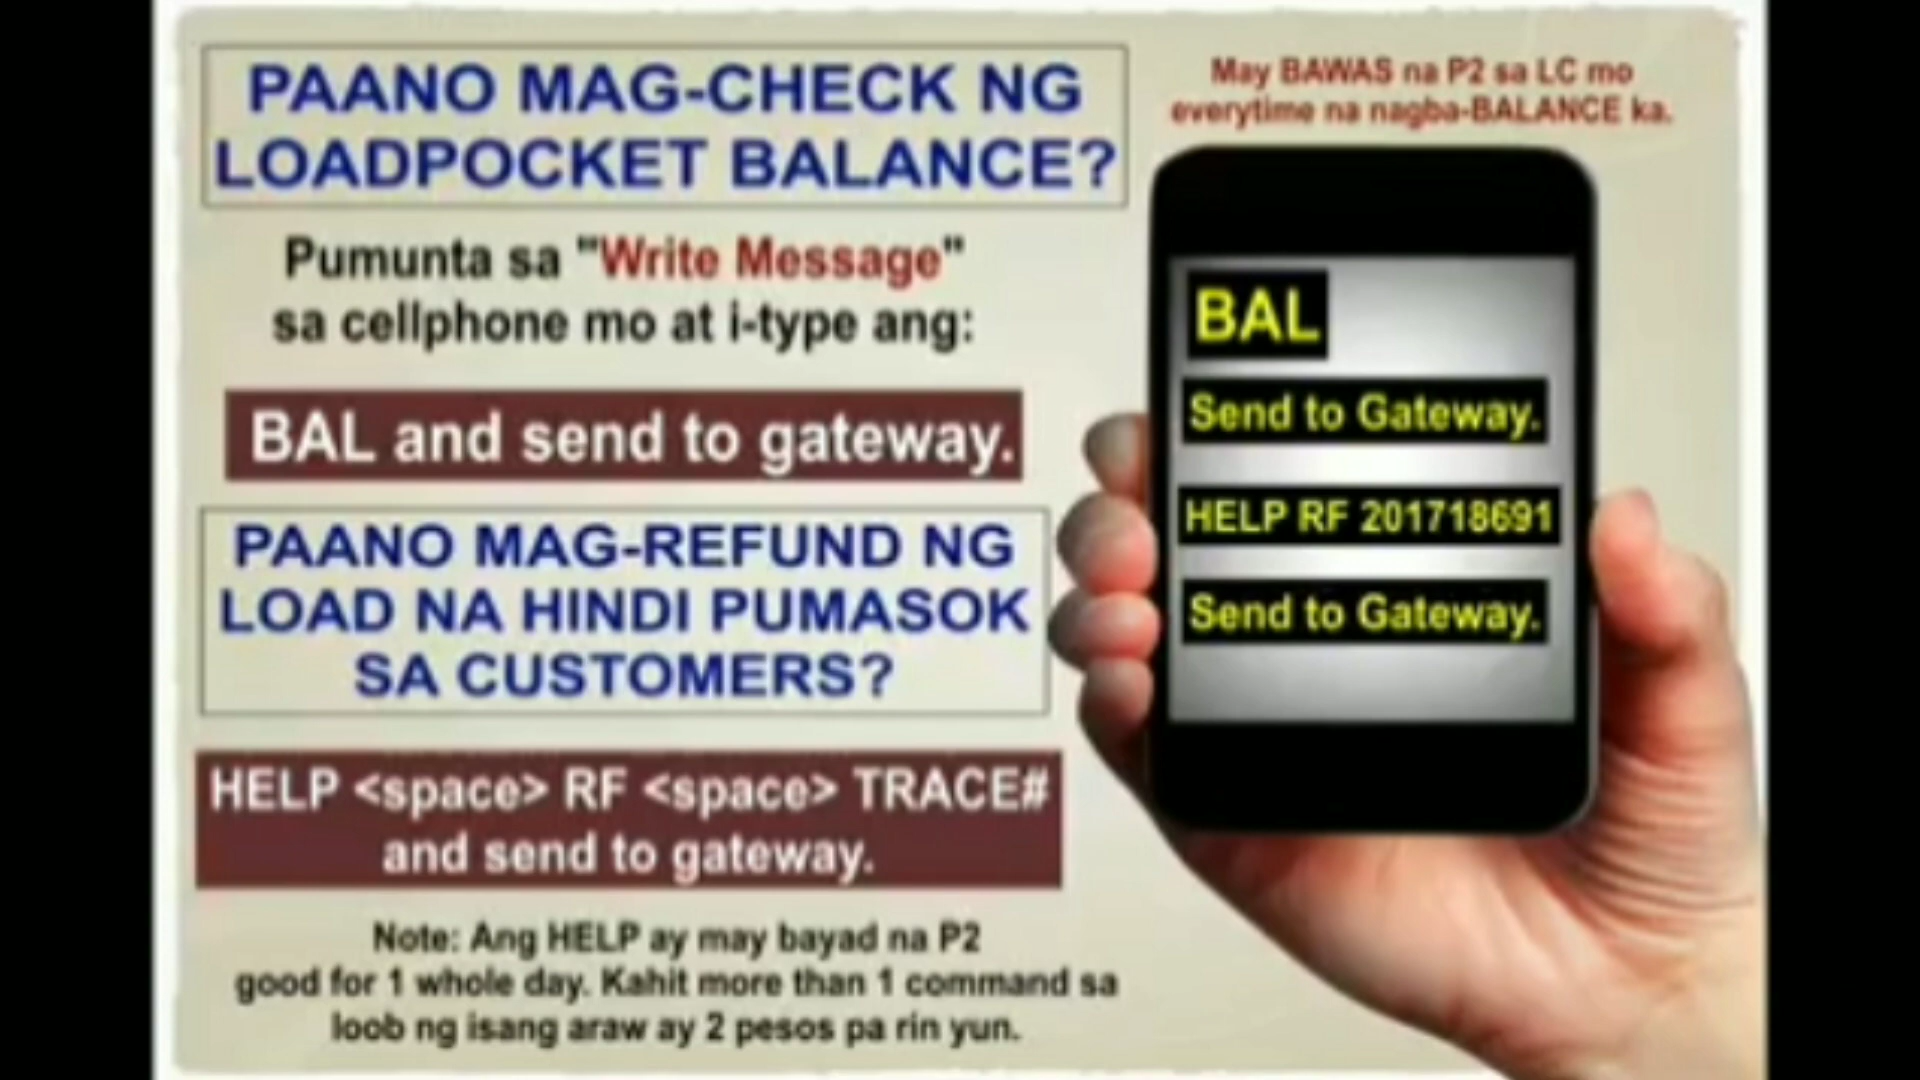 PAANO MAG-CHECK NG
LOADPOCKET BALANCE?
May BAWAS na P2 sa LC mo
everytime na nagba-BALANCE ka.
Pumunta sa "Write Message"
sa cellphone mo at i-type ang:
BAL and send to gateway.
PAANO MAG-REFUND NG
LOAD NA HINDI PUMASOK
SA CUSTOMERS?
HELP <space> RF <space> TRACE#
and send to gateway.
Note: Ang HELP ay may bayad na P2
good for 1 whole day. Kahit more than 1 command sa
loob ng isang araw ay 2 pesos pa rin yun.
BAL
Send to Gateway.
HELP RF 201718691
Send to Gateway.